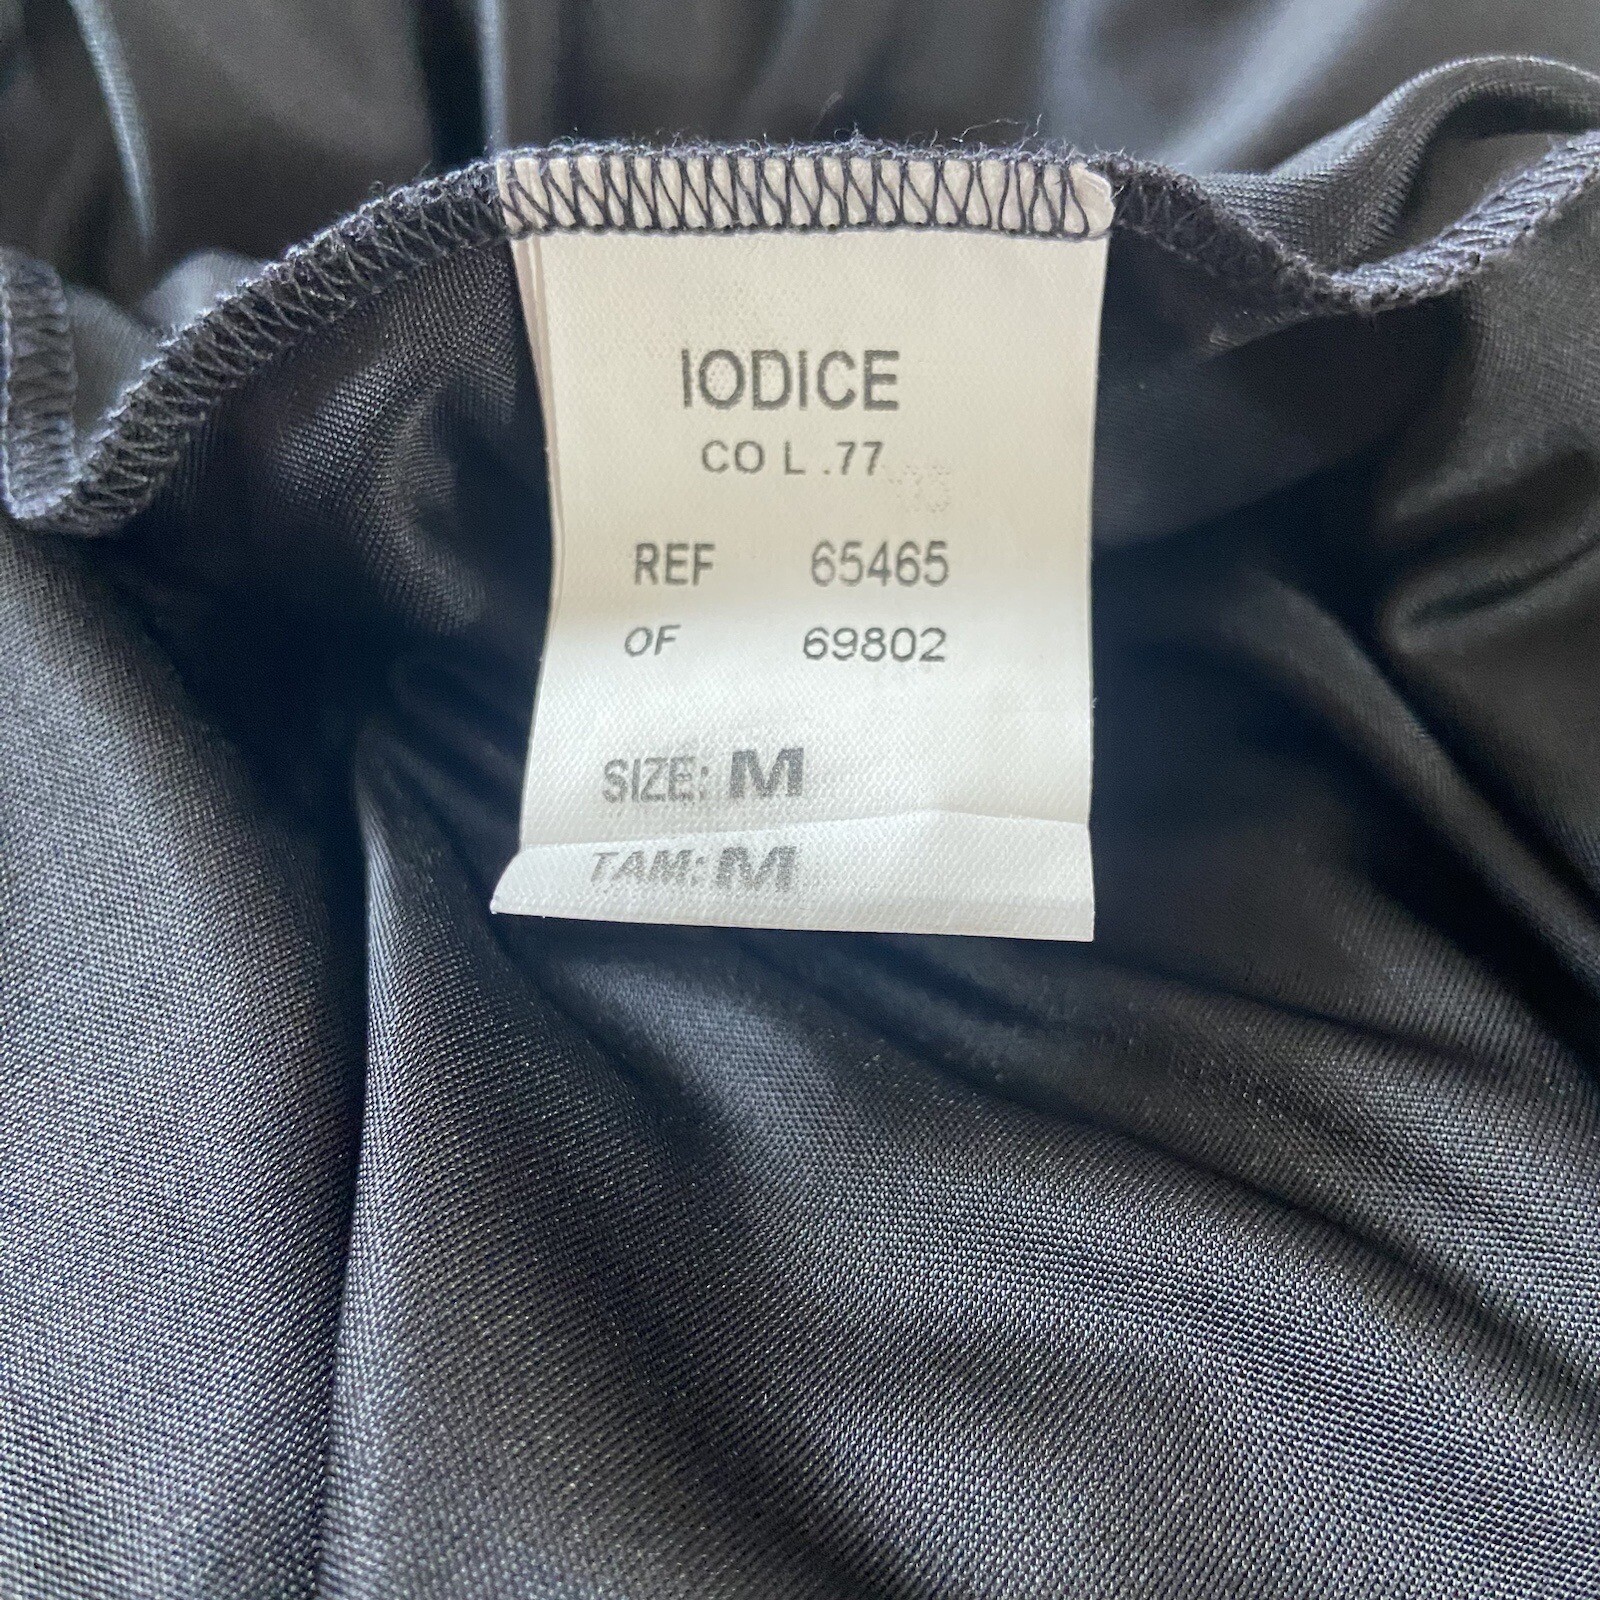 IODICE
CO L .77
REF 65465
OF 69802
SIZE: M
TAM: M